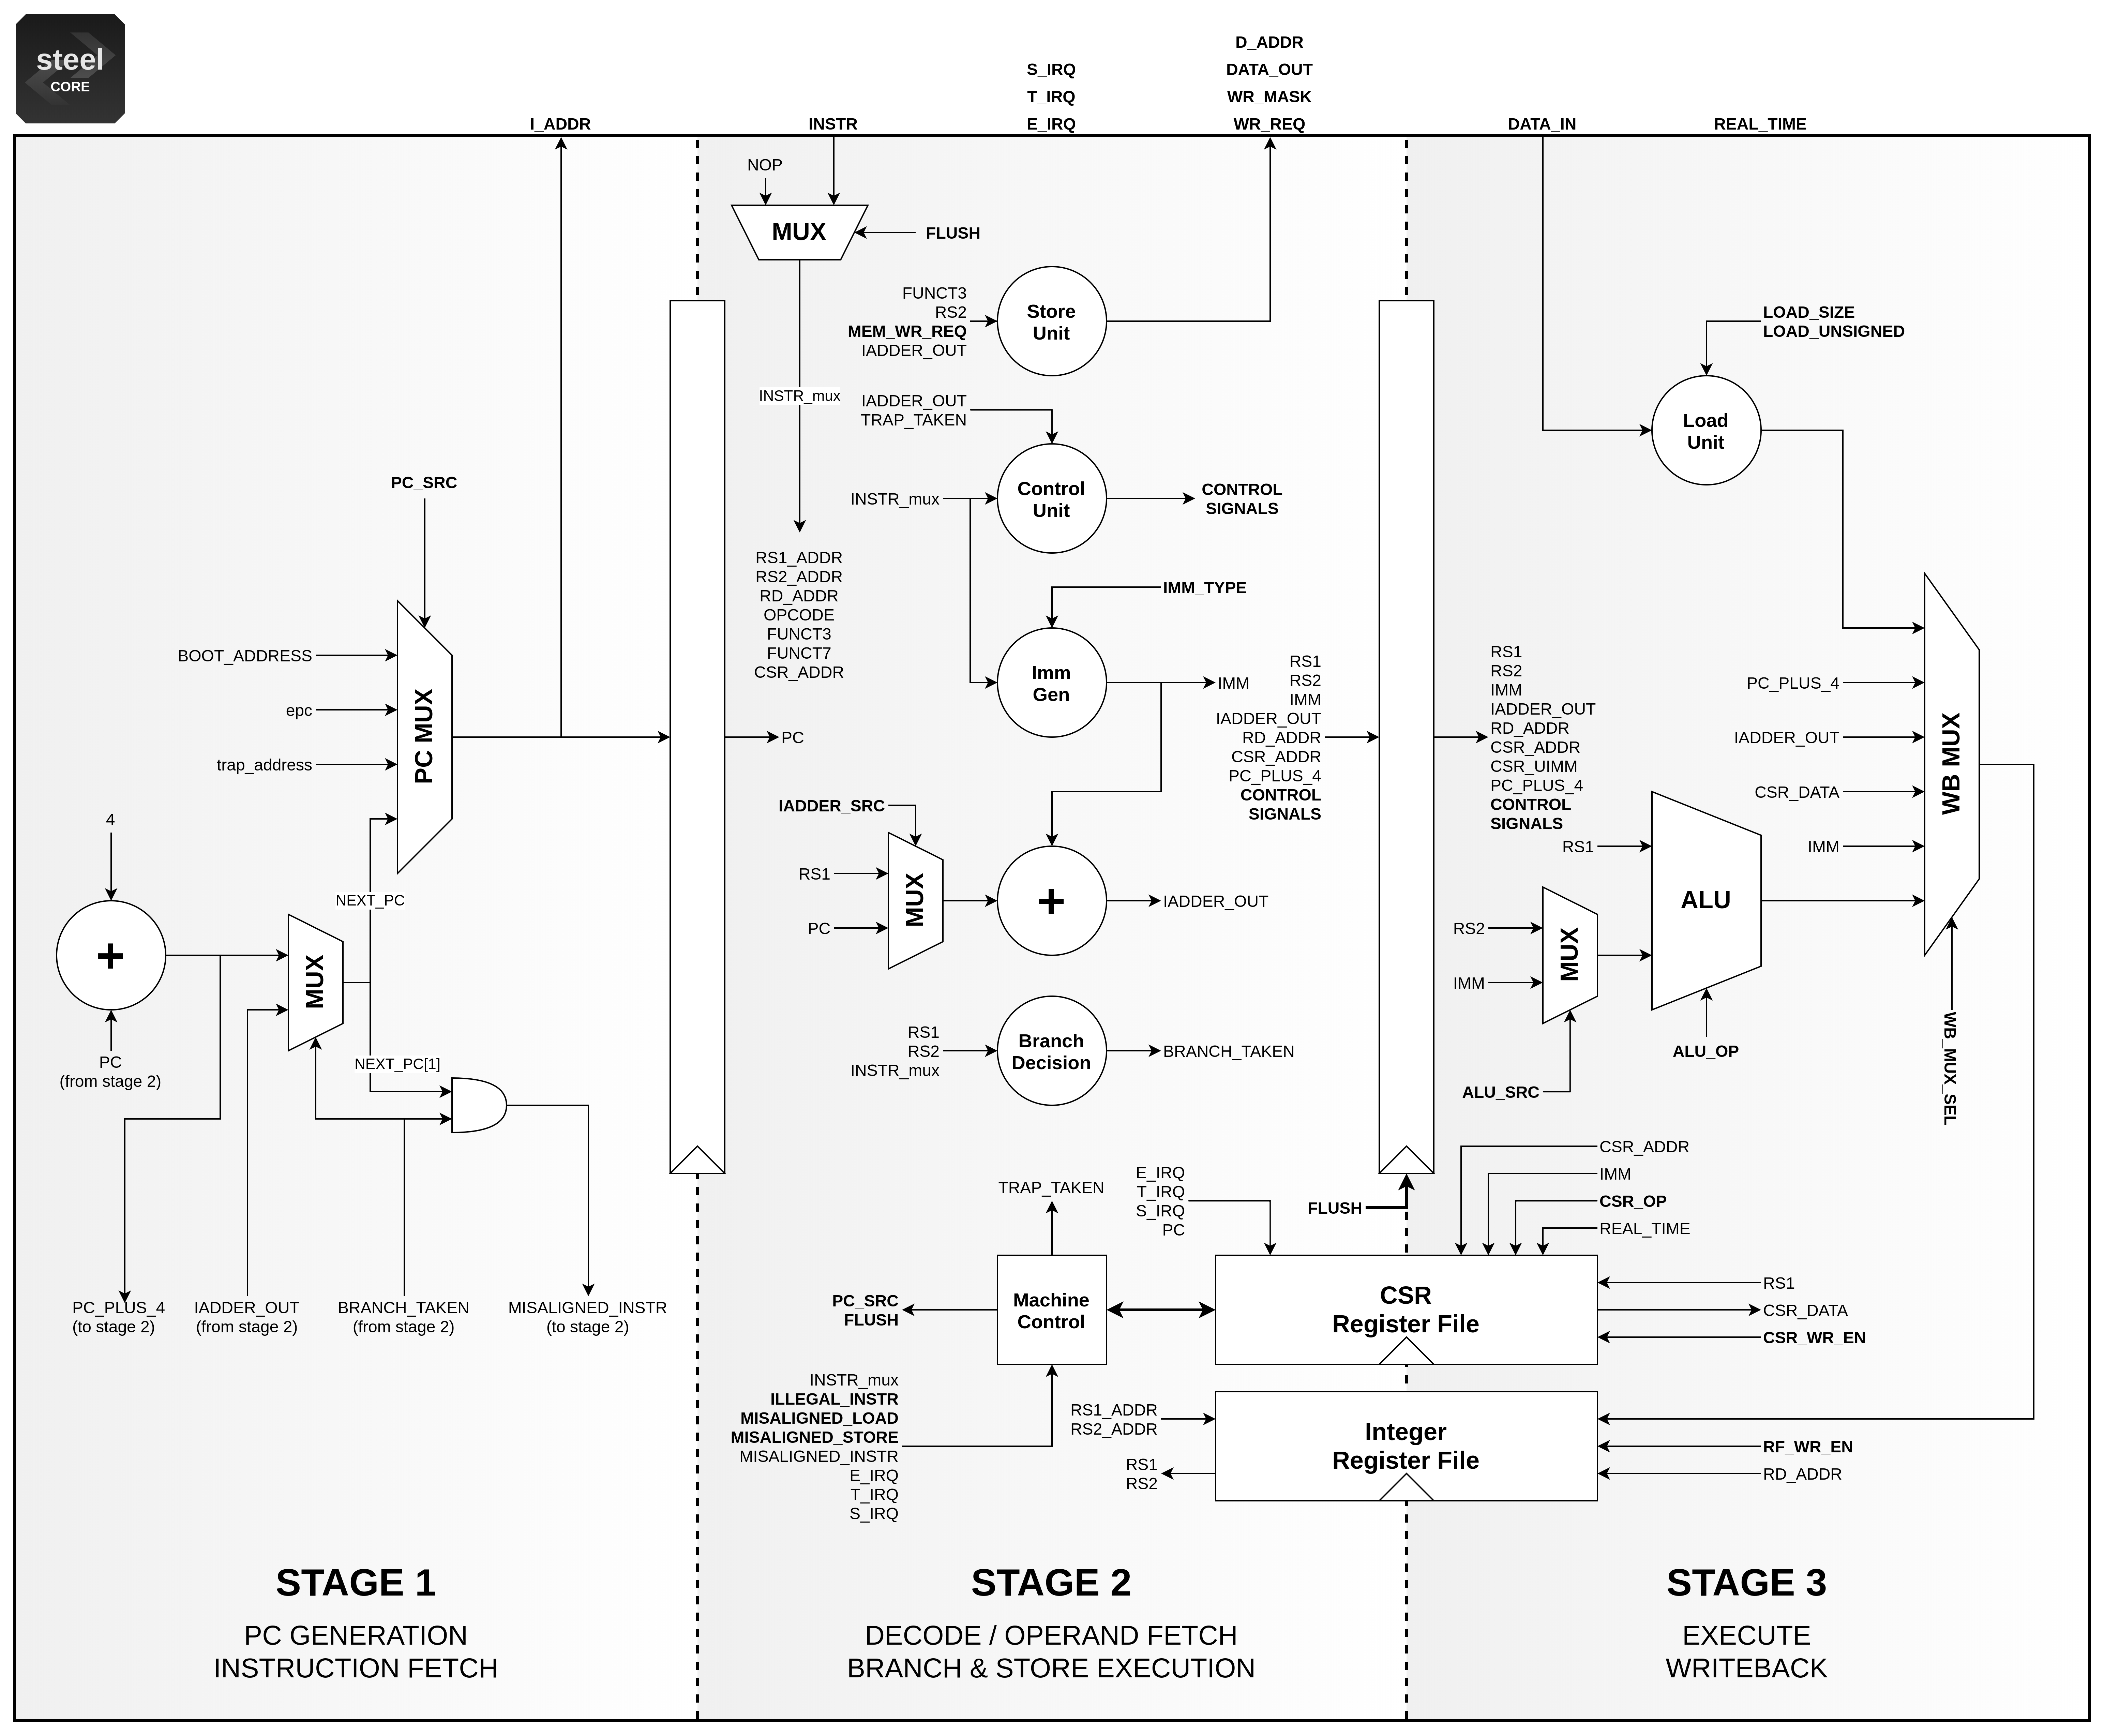 steel
CORE
D_ADDR
S_IRQ
DATA_OUT
T_IRQ
WR_MASK
I_ADDR
INSTR
E_IRQ
WR_REQ
DATA_IN
REAL_TIME
PC_SRC
BOOT_ADDRESS
epc
trap_address
PC MUX
4
NEXT_PC
+
MUX
PC
(from stage 2)
NEXT_PC[1]
PC_PLUS_4
(to stage 2)
IADDER_OUT
(from stage 2)
BRANCH_TAKEN
(from stage 2)
MISALIGNED_INSTR
(to stage 2)
NOP
MUX
FLUSH
FUNCT3
RS2
MEM_WR_REQ
IADDER_OUT
Store
Unit
INSTR_mux
IADDER_OUT
TRAP_TAKEN
INSTR_mux
Control
Unit
CONTROL
SIGNALS
RS1_ADDR
RS2_ADDR
RD_ADDR
OPCODE
FUNCT3
FUNCT7
CSR_ADDR
IMM_TYPE
Imm
Gen
IMM
PC
RS1
RS2
IMM
IADDER_OUT
RD_ADDR
CSR_ADDR
PC_PLUS_4
CONTROL
SIGNALS
IADDER_SRC
RS1
PC
MUX
+
IADDER_OUT
RS1
RS2
INSTR_mux
Branch
Decision
BRANCH_TAKEN
TRAP_TAKEN
E_IRQ
T_IRQ
S_IRQ
PC
FLUSH
PC_SRC
FLUSH
Machine
Control
CSR
Register File
INSTR_mux
ILLEGAL_INSTR
MISALIGNED_LOAD
MISALIGNED_STORE
MISALIGNED_INSTR
E_IRQ
T_IRQ
S_IRQ
RS1_ADDR
RS2_ADDR
RS1
RS2
Integer
Register File
LOAD_SIZE
LOAD_UNSIGNED
Load
Unit
RS1
RS2
IMM
IADDER_OUT
RD_ADDR
CSR_ADDR
CSR_UIMM
PC_PLUS_4
CONTROL
SIGNALS
PC_PLUS_4
IADDER_OUT
CSR_DATA
IMM
WB MUX
RS1
RS2
IMM
MUX
ALU
ALU_SRC
ALU_OP
WB_MUX_SEL
CSR_ADDR
IMM
CSR_OP
REAL_TIME
RS1
CSR_DATA
CSR_WR_EN
RF_WR_EN
RD_ADDR
STAGE 1
PC GENERATION
INSTRUCTION FETCH
STAGE 2
DECODE / OPERAND FETCH
BRANCH & STORE EXECUTION
STAGE 3
EXECUTE
WRITEBACK